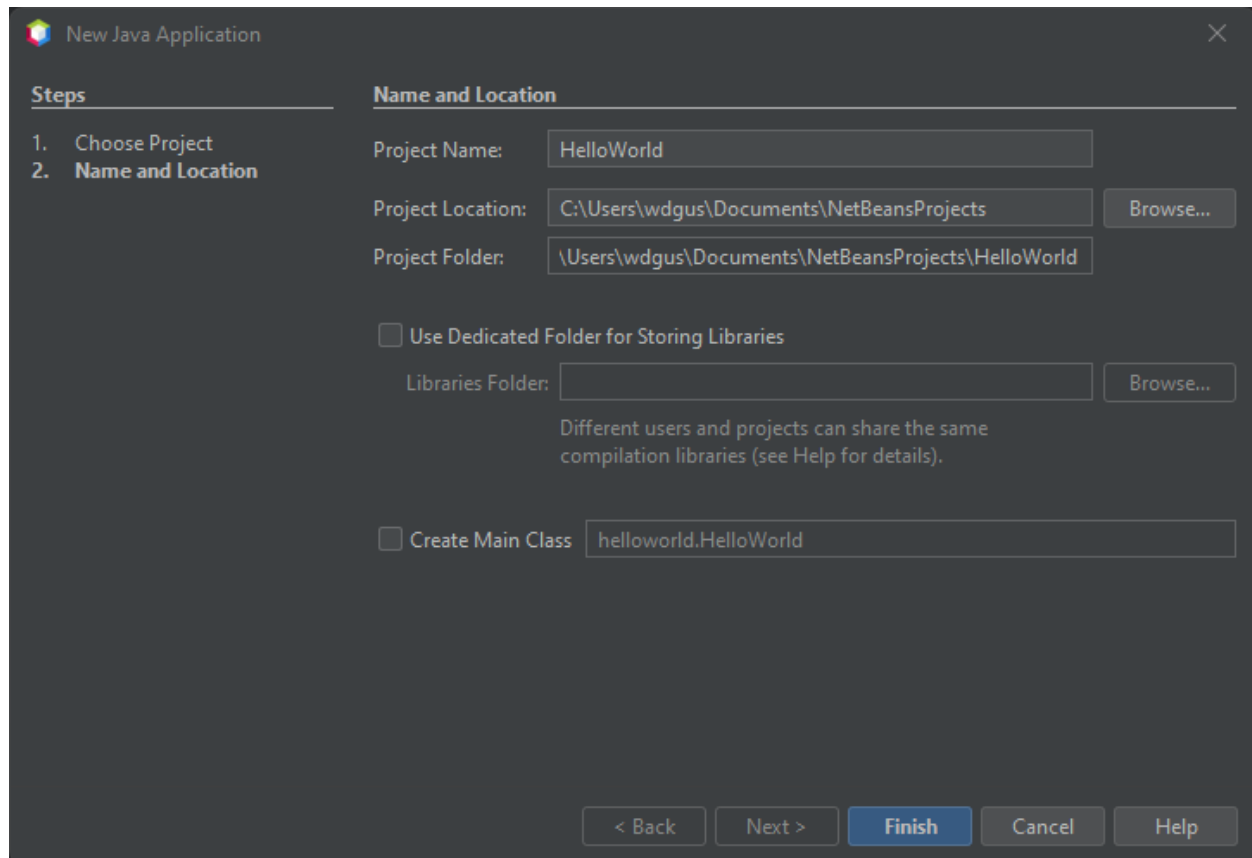 New Java Application
Steps
1. Choose Project
2. Name and Location
Name and Location
Project Name: HelloWorld
Project Location: C:\Users\wdgus\Documents\NetBeansProjects Browse...
Project Folder: \Users\wdgus\Documents\NetBeansProjects\HelloWorld
Use Dedicated Folder for Storing Libraries
Libraries Folder: Browse...
Different users and projects can share the same
compilation libraries (see Help for details).
Create Main Class helloworld.HelloWorld
< Back Next > Finish Cancel Help